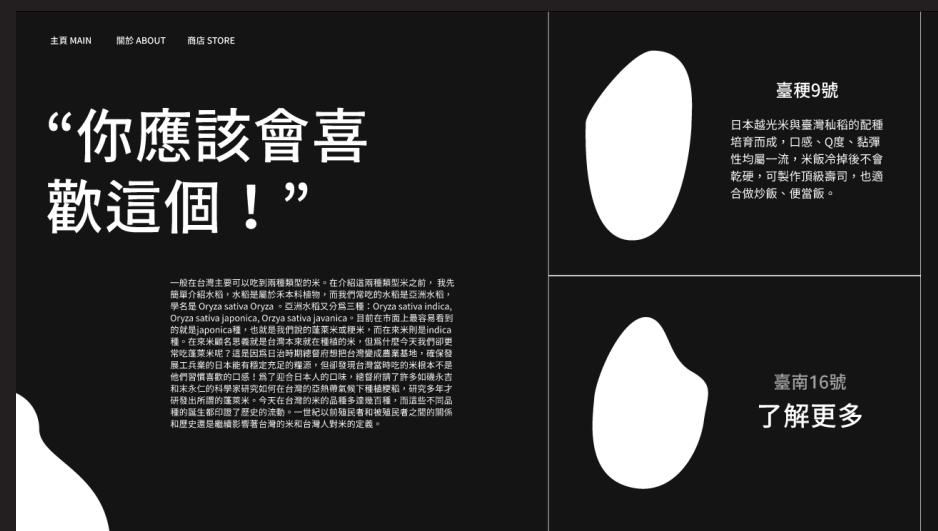 主頁 MAIN 關於 ABOUT 商店 STORE
“你應該會喜
歡這個！”
一般在台灣主要可以吃到兩種類型的米。在介紹這兩種類型米之前， 我先
簡單介紹水稻，水稻是屬於禾本科植物，而我們常吃的水稻是亞洲水稻，
學名是 Oryza sativa Oryza 。亞洲水稻又分爲三種：Oryza sativa indica,
Oryza sativa japonica, Orzya sativa javanica。目前在市面上最容易看到
的就是japonica種，也就是我們說的蓬萊米或粳米，而在來米則是indica
種。在來米顧名思義就是台灣本來就在種植的米，但爲什麼今天我們卻更
常吃蓬萊米呢？這是因爲日治時期總督府想把台灣變成農業基地，確保發
展工兵業的日本能有穩定充足的糧源，但卻發現台灣當時吃的米根本不是
他們習慣喜歡的口感！爲了迎合日本人的口味，總督府請了許多如磯永吉
和末永仁的科學家研究如何在台灣的亞熱帶氣候下種植粳稻，研究多年才
研發出所謂的蓬萊米。今天在台灣的米的品種多達幾百種，而這些不同品
種的誕生都印證了歷史的流動。一世紀以前殖民者和被殖民者之間的關係
和歷史還是繼續影響著台灣的米和台灣人對米的定義。
臺稉9號
日本越光米與臺灣秈稻的配種
培育而成，口感、Q度、黏彈
性均屬一流，米飯冷掉後不會
乾硬，可製作頂級壽司，也適
合做炒飯、便當飯。
臺南16號
了解更多